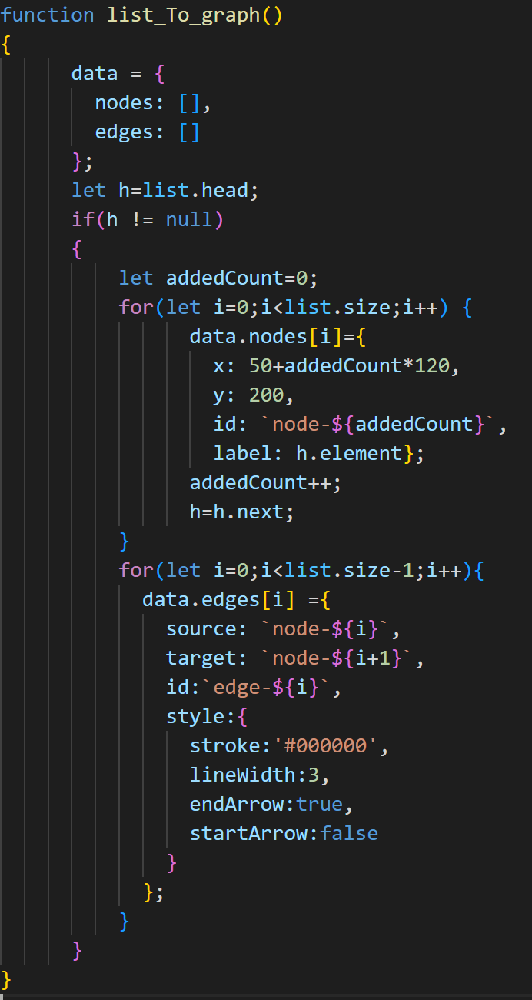 function list_To_graph()
{
data = {
nodes: [],
edges: []
};
let h=list.head;
if(h != null)
{
let addedCount=0;
for(let i=0;i<list.size;i++) {
data.nodes[i]={
x: 50+addedCount*120,
y: 200,
id: `node-${addedCount}`,
label: h.element};
addedCount++;
h=h.next;
}
for(let i=0;i<list.size-1;i++){
data.edges[i] ={
source: `node-${i}`,
target: `node-${i+1}`,
id:`edge-${i}`,
style:{
stroke:'#000000',
lineWidth:3,
endArrow:true,
startArrow:false
}
};
}
}
}